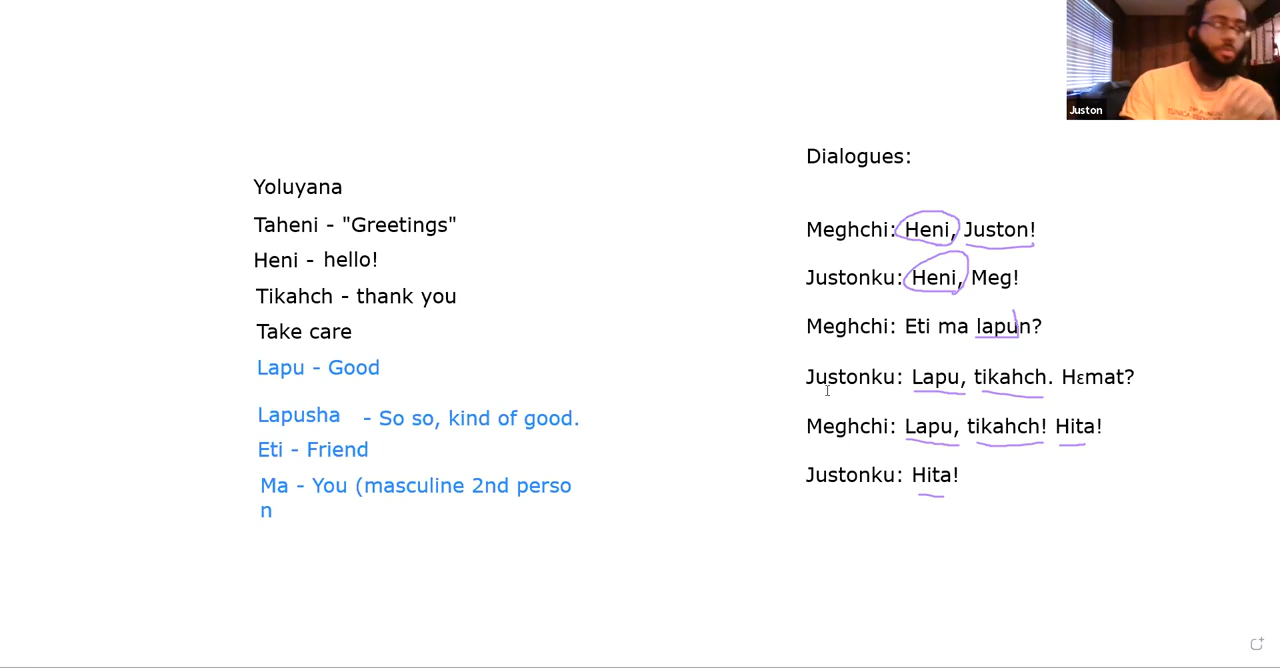 Juston
Yoluyana
Taheni - "Greetings"
Heni - hello!
Tikahch - thank you
Take care
Lapu - Good
Lapusha - So so, kind of good.
Eti - Friend
Ma - You (masculine 2nd perso
n
Dialogues:
Meghchi: Heni, Juston!
Justonku: Heni, Meg!
Meghchi: Eti ma lapun?
Justonku: Lapu, tikahch. Hɛmat?
Meghchi: Lapu, tikahch! Hita!
Justonku: Hita!